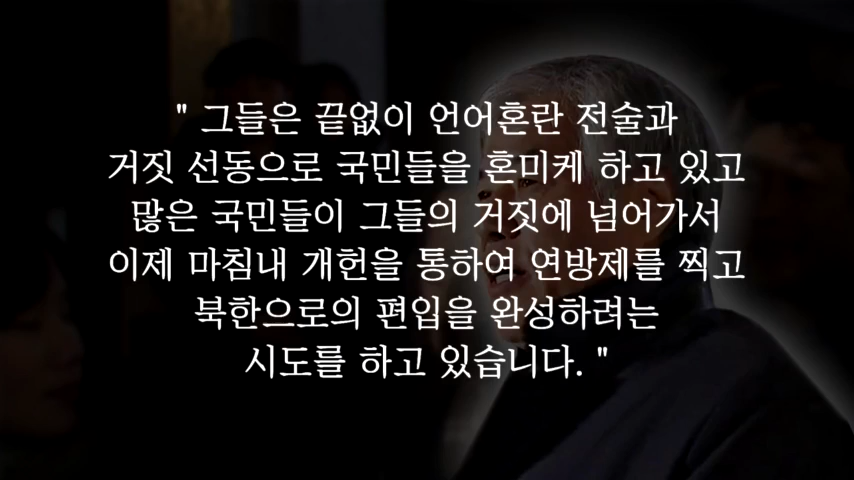 " 그들은 끝없이 언어혼란 전술과
거짓 선동으로 국민들을 혼미케 하고 있고
많은 국민들이 그들의 거짓에 넘어가서
이제 마침내 개헌을 통하여 연방제를 찍고
북한으로의 편입을 완성하려는
시도를 하고 있습니다. "